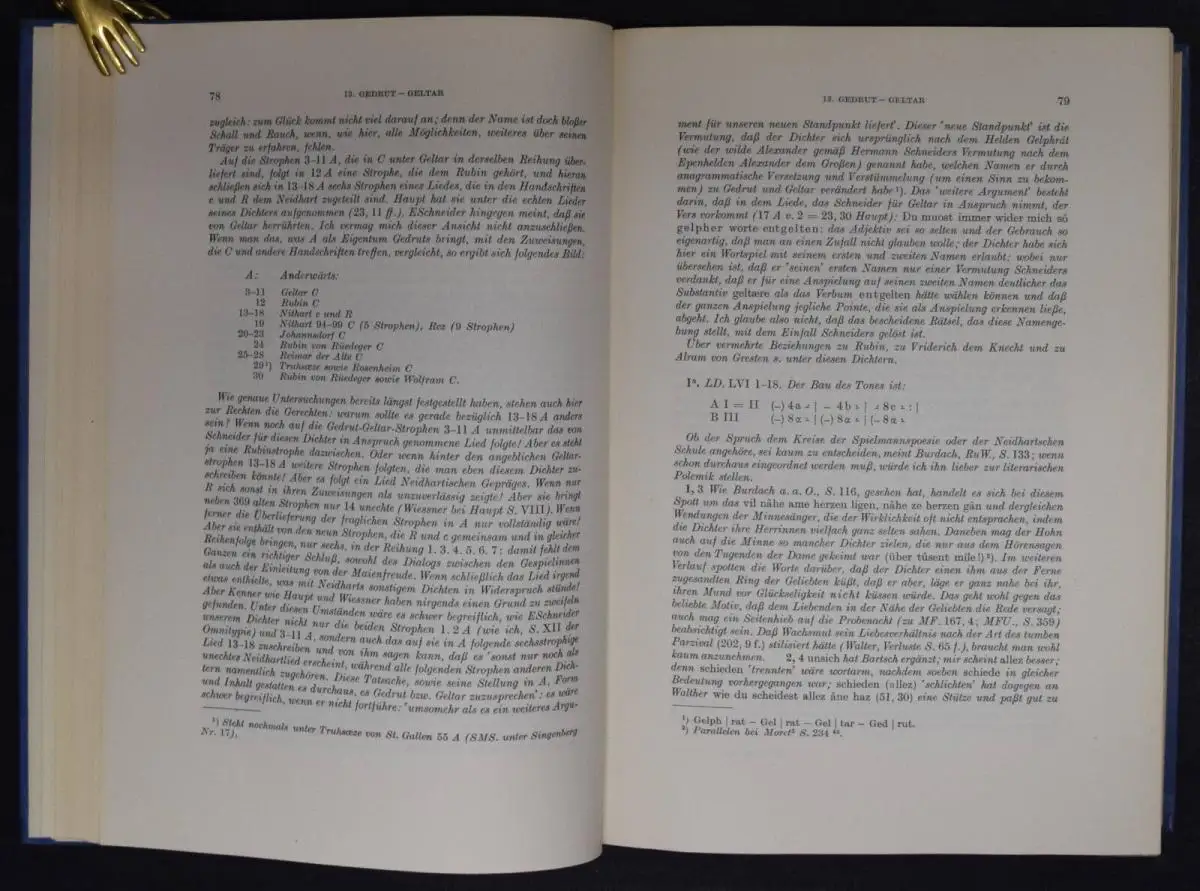 78
13. GEDRUT – GELTAR
zugleich: zum Glück kommt nicht viel darauf an; denn der Name ist doch bloßer
Schall und Rauch, wenn, wie hier, alle Möglichkeiten, weiteres über seinen
Träger zu erfahren, fehlen.
Auf die Strophen 3–11 A, die in C unter Geltar in derselben Reihung über-
liefert sind, folgt in 12 A eine Strophe, die dem Rubin gehört, und hieran
schließen sich in 13–18 A sechs Strophen eines Liedes, die in den Handschriften
c und R dem Neidhart zugeteilt sind. Haupt hat sie unter die echten Lieder
seines Dichters aufgenommen (23, 11 ff.), ESchneider hingegen meint, daß sie
von Geltar herrührten. Ich vermag mich dieser Ansicht nicht anzuschließen.
Wenn man das, was A als Eigentum Gedruts bringt, mit den Zuweisungen,
die C und andere Handschriften treffen, vergleicht, so ergibt sich folgendes Bild:
A: Anderwärts:
3–11 Geltar C
12 Rubin C
13–18 Nithart c und R
19 Nithart 94–99 C (5 Strophen), Rcz (9 Strophen)
20–23 Johannsdorf C
24 Rubin von Rüedeger C
25–28 Reimar der Alte C
29¹) Truhsæze sowie Rosenheim C
30 Rubin von Rüedeger sowie Wolfram C.
Wie genaue Untersuchungen bereits längst festgestellt haben, stehen auch hier
zur Rechten die Gerechten: warum sollte es gerade bezüglich 13–18 A anders
sein! Wenn noch auf die Gedrut-Geltar-Strophen 3–11 A unmittelbar das von
Schneider für diesen Dichter in Anspruch genommene Lied folgte! Aber es steht
ja eine Rubinstrophe dazwischen. Oder wenn hinter den angeblichen Geltar-
strophen 13–18 A weitere Strophen folgten, die man eben diesem Dichter zu-
schreiben könnte! Aber es folgt ein Lied Neidhartischen Gepräges. Wenn nur
R sich sonst in ihren Zuweisungen als unzuverlässig zeigte! Aber sie bringt
neben 369 alten Strophen nur 14 unechte (Wiessner bei Haupt S. VIII). Wenn
ferner die Überlieferung der fraglichen Strophen in A nur vollständig wäre!
Aber sie enthält von den neun Strophen, die R und c gemeinsam und in gleicher
Reihenfolge bringen, nur sechs, in der Reihung 1. 3. 4. 5. 6. 7: damit fehlt dem
Ganzen ein richtiger Schluß, sowohl des Dialogs zwischen den Gespielinnen
als auch der Einleitung von der Maienfreude. Wenn schließlich das Lied irgend
etwas enthielte, was mit Neidharts sonstigem Dichten in Widerspruch stünde!
Aber Kenner wie Haupt und Wiessner haben nirgends einen Grund zu zweifeln
gefunden. Unter diesen Umständen wäre es schwer begreiflich, wie ESchneider
unserem Dichter nicht nur die beiden Strophen 1. 2 A (wie ich, S. XII der
Omnitypie) und 3–11 A, sondern auch das auf sie in A folgende sechsstrophige
Lied 13–18 zuschreiben und von ihm sagen kann, daß es 'sonst nur noch als
unechtes Neidhartlied erscheint, während alle folgenden Strophen anderen Dich-
tern namentlich zugehören. Diese Tatsache, sowie seine Stellung in A, Form
und Inhalt gestatten es durchaus, es Gedrut bzw. Geltar zuzusprechen': es wäre
schwer begreiflich, wenn er nicht fortführe: 'umsomehr als es ein weiteres Argu-
¹) Steht nochmals unter Truhsæze von St. Gallen 55 A (SMS. unter Singenberg
Nr. 17).
13. GEDRUT – GELTAR
79
ment für unseren neuen Standpunkt liefert'. Dieser 'neue Standpunkt' ist die
Vermutung, daß der Dichter sich ursprünglich nach dem Helden Gelphrât
(wie der wilde Alexander gemäß Hermann Schneiders Vermutung nach dem
Epenhelden Alexander dem Großen) genannt habe, welchen Namen er durch
anagrammatische Versetzung und Verstümmelung (um einen Sinn zu bekom-
men) zu Gedrut und Geltar verändert habe¹). Das 'weitere Argument' besteht
darin, daß in dem Liede, das Schneider für Geltar in Anspruch nimmt, der
Vers vorkommt (17 A v. 2 = 23, 30 Haupt): Du muost immer wider mich sô
gelpher worte entgelten: das Adjektiv sei so selten und der Gebrauch so
eigenartig, daß man an einen Zufall nicht glauben wolle; der Dichter habe sich
hier ein Wortspiel mit seinem ersten und zweiten Namen erlaubt; wobei nur
übersehen ist, daß er 'seinen' ersten Namen nur einer Vermutung Schneiders
verdankt, daß er für eine Anspielung auf seinen zweiten Namen deutlicher das
Substantiv geltære als das Verbum entgelten hätte wählen können und daß
der ganzen Anspielung jegliche Pointe, die sie als Anspielung erkennen ließe,
abgeht. Ich glaube also nicht, daß das bescheidene Rätsel, das diese Namenge-
bung stellt, mit dem Einfall Schneiders gelöst ist.
Über vermehrte Beziehungen zu Rubin, zu Vriderich dem Knecht und zu
Alram von Gresten s. unter diesen Dichtern.
Iᵃ. LD. LVI 1–18. Der Bau des Tones ist:
A I = II (–) 4a
B III (–) 8α
Ob der Spruch dem Kreise der Spielmannspoesie oder der Neidhartschen
Schule angehöre, sei kaum zu entscheiden, meint Burdach, RuW., S. 133; wenn
schon durchaus eingeordnet werden muß, würde ich ihn lieber zur literarischen
Polemik stellen.
1, 3 Wie Burdach a. a. O., S. 116, gesehen hat, handelt es sich bei diesem
Spott um das vil nâhe ame herzen ligen, nâhe ze herzen gân und dergleichen
Wendungen der Minnesänger, die der Wirklichkeit oft nicht entsprachen, indem
die Dichter ihre Herrinnen vielfach ganz selten sahen. Daneben mag der Hohn
auch auf die Minne so mancher Dichter zielen, die nur aus dem Hörensagen
von den Tugenden der Dame gekeimt war (über tûsent mîle!)²). Im weiteren
Verlauf spotten die Worte darüber, daß der Dichter einen ihm aus der Ferne
zugesandten Ring der Geliebten küßt, daß er aber, läge er ganz nahe bei ihr,
ihren Mund vor Glückseligkeit nicht küssen würde. Das geht wohl gegen das
beliebte Motiv, daß dem Liebenden in der Nähe der Geliebten die Rede versagt;
auch mag ein Seitenhieb auf die Probenacht (zu MF. 167, 4; MFU., S. 359)
beabsichtigt sein. Daß Wachsmut sein Liebesverhältnis nach der Art des tumben
Parzival (202, 9 f.) stilisiert hätte (Walter, Verluste S. 65 f.), braucht man wohl
kaum anzunehmen. 2, 4 unsich hat Bartsch ergänzt; mir scheint allez besser;
denn schieden 'trennten' wäre wortarm, nachdem soeben schiede in gleicher
Bedeutung vorhergegangen war; schieden (allez) 'schlichten' hat dagegen an
Walther wie du scheidest allez âne haz (51, 30) eine Stütze und paßt gut zu
¹) Gelph | rat – Gel | rat – Gel | tar – Ged | rut.
²) Parallelen bei Moret² S. 234